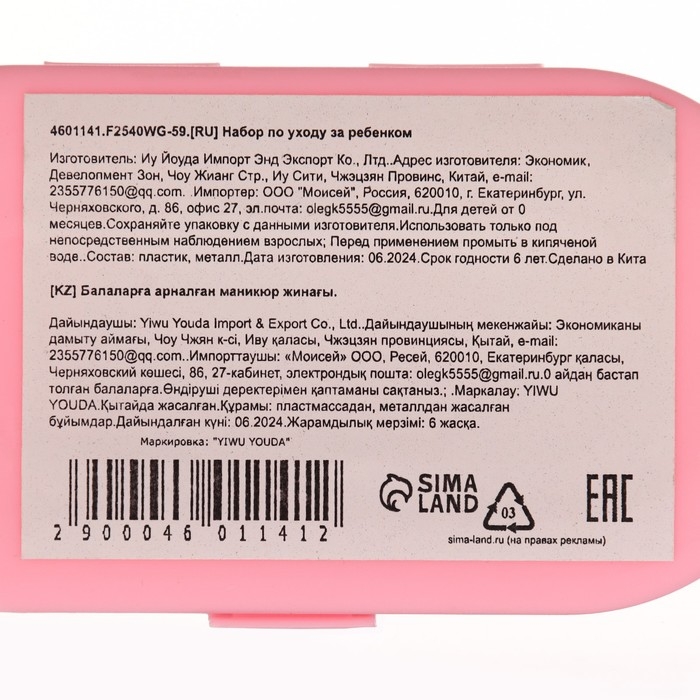 4601141.F2540WG-59.[RU] Набор по уходу за ребенком
Изготовитель: Иу Йоуда Импорт Энд Экспорт Ко., Лтд..Адрес изготовителя: Экономик,
Девелопмент Зон, Чоу Жианг Стр., Иу Сити, Чжэцзян Провинс, Китай, e-mail:
2355776150@qq.com. .Импортер: ООО "Моисей", Россия, 620010, г. Екатеринбург, ул.
Черняховского, д. 86, офис 27, эл.почта: olegk5555@gmail.ru.Для детей от 0
месяцев.Сохраняйте упаковку с данными изготовителя.Использовать только под
непосредственным наблюдением взрослых; Перед применением промыть в кипяченой
воде..Состав: пластик, металл.Дата изготовления: 06.2024.Срок годности 6 лет.Сделано в Кита
[KZ] Балаларға арналған маникюр жинағы.
Дайындаушы: Yiwu Youda Import & Export Co., Ltd..Дайындаушының мекенжайы: Экономиканы
дамыту аймағы, Чоу Чжян к-сі, Иву қаласы, Чжэцзян провинциясы, Қытай, e-mail:
2355776150@qq.com..Импорттаушы: «Моисей» ООО, Ресей, 620010, Екатеринбург қаласы,
Черняховский көшесі, 86, 27-кабинет, электрондық пошта: olegk5555@gmail.ru.0 айдан бастап
толған балаларға.Өндіруші деректерімен қаптаманы сақтаныз.; .Маркалау: YIWU
YOUDA.Қытайда жасалған.Құрамы: пластмассадан, металлдан жасалған
бұйымдар.Дайындалған күні: 06.2024.Жарамдылық мерзімі: 6 жасқа.
Маркировка: "YIWU YOUDA"
2900046011412
SIMA
LAND
03
EAC
sima-land.ru (на правах рекламы)